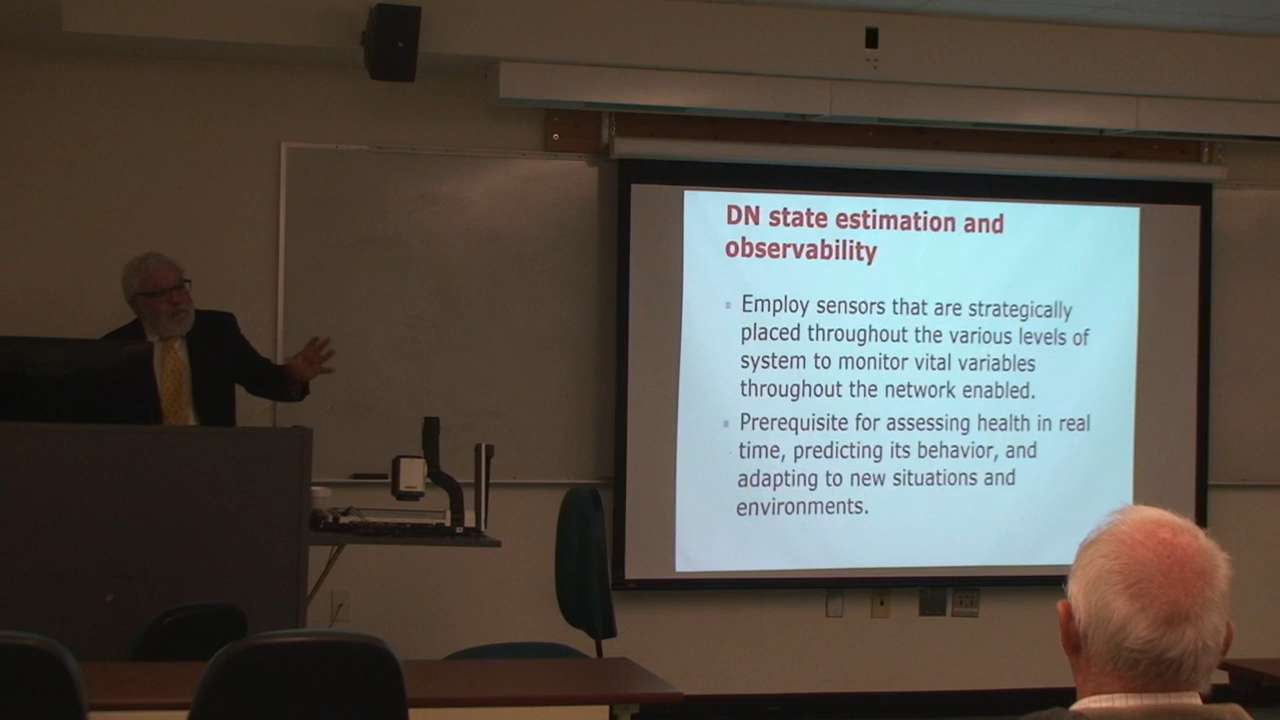 DN state estimation and
observability
Employ sensors that are strategically
placed throughout the various levels of
system to monitor vital variables
throughout the network enabled.
Prerequisite for assessing health in real
time, predicting its behavior, and
adapting to new situations and
environments.